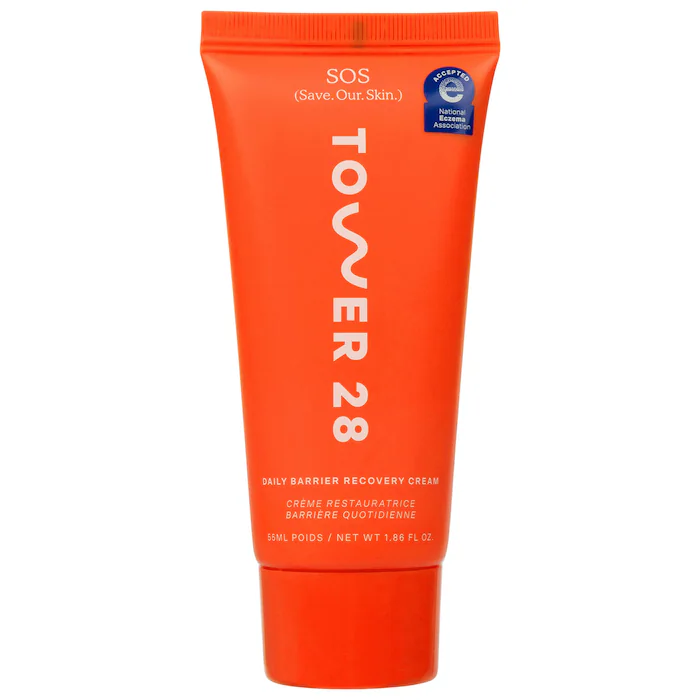 SOS
(Save. Our. Skin.)
ACCEPTED
e
National
Eczema
Association
TOWER 28
DAILY BARRIER RECOVERY CREAM
CRÈME RESTAURATRICE
BARRIÈRE QUOTIDIENNE
55ML POIDS / NET WT 1.86 FL OZ.